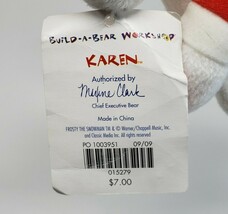 BUILD-A-BEAR WORKSHOP
KAREN™
Authorized by
Maxine Clark
Chief Executive Bear
Made in China
FROSTY THE SNOWMAN TM & © Warner/Chappell Music, Inc.
and Classic Media Inc. All rights reserved.
PO 1003951 09/09
015279
$7.00